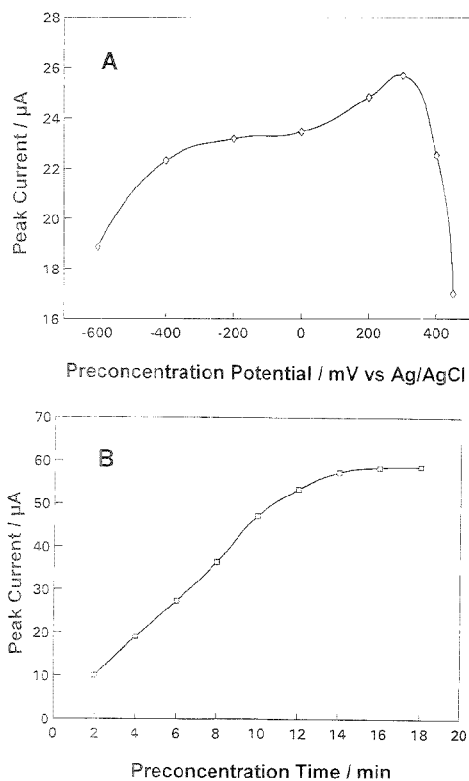 28
A
26
24
22
20
18
16
Peak Current / µA
-600 -400 -200 0 200 400
Preconcentration Potential / mV vs Ag/AgCl
70
B
60
50
40
30
20
10
0
Peak Current / µA
0 2 4 6 8 10 12 14 16 18 20
Preconcentration Time / min